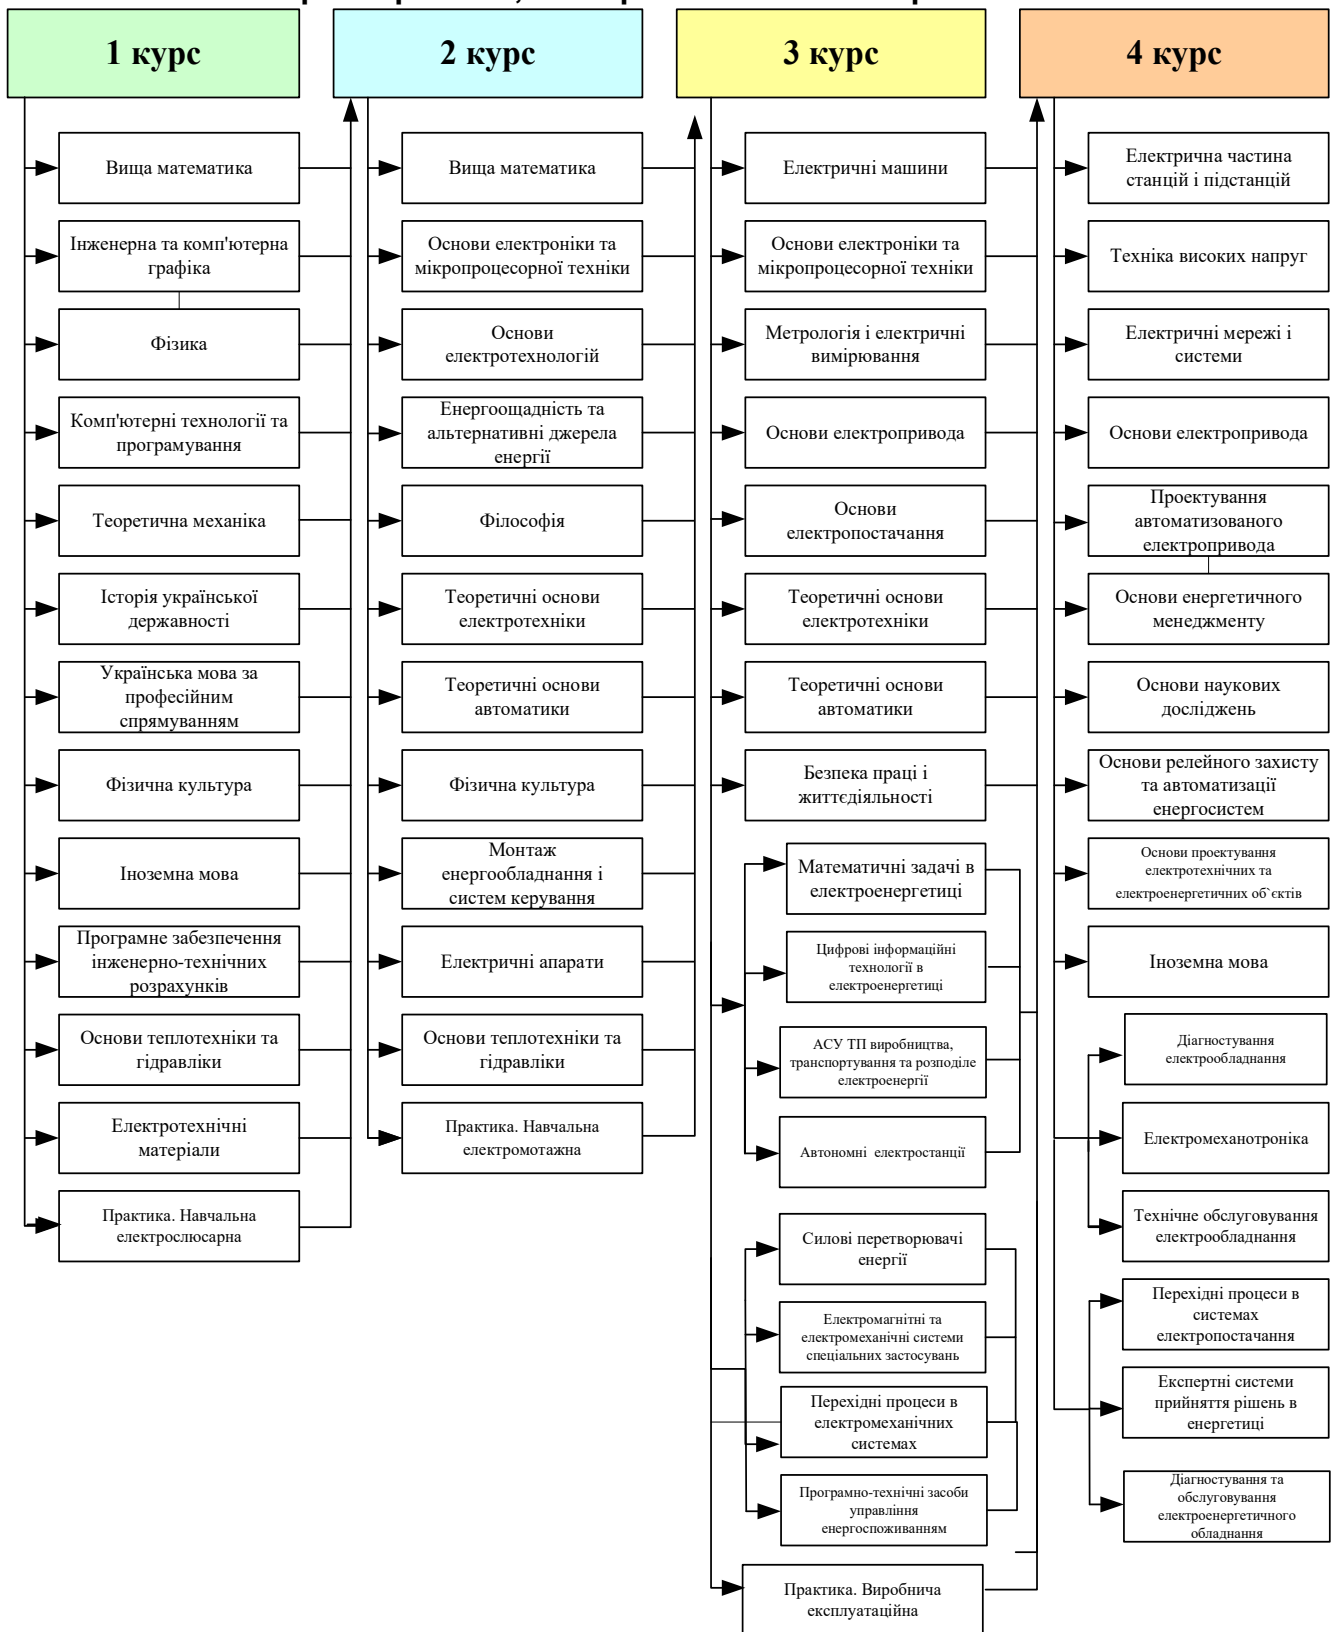 1 курс
Вища математика
Інженерна та комп'ютерна
графіка
Фізика
Комп'ютерні технології та
програмування
Теоретична механіка
Історія української
державності
Українська мова за
професійним
спрямуванням
Фізична культура
Іноземна мова
Програмне забезпечення
інженерно-технічних
розрахунків
Основи теплотехніки та
гідравліки
Електротехнічні
матеріали
Практика. Навчальна
електрослюсарна
2 курс
Вища математика
Основи електроніки та
мікропроцесорної техніки
Основи
електротехнологій
Енергоощадність та
альтернативні джерела
енергії
Філософія
Теоретичні основи
електротехніки
Теоретичні основи
автоматики
Фізична культура
Монтаж
енергообладнання і
систем керування
Електричні апарати
Основи теплотехніки та
гідравліки
Практика. Навчальна
електромотажна
3 курс
Електричні машини
Основи електроніки та
мікропроцесорної техніки
Метрологія і електричні
вимірювання
Основи електропривода
Основи
електропостачання
Теоретичні основи
електротехніки
Теоретичні основи
автоматики
Безпека праці і
життєдіяльності
Математичні задачі в
електроенергетиці
Цифрові інформаційні
технології в
електроенергетиці
АСУ ТП виробництва,
транспортування та розподіле
електроенергії
Автономні електростанції
Силові перетворювачі
енергії
Електромагнітні та
електромеханічні системи
спеціальних застосувань
Перехідні процеси в
електромеханічних
системах
Програмно-технічні засоби
управління
енергоспоживанням
Практика. Виробнича
експлуатаційна
4 курс
Електрична частина
станцій і підстанцій
Техніка високих напруг
Електричні мережі і
системи
Основи електропривода
Проектування
автоматизованого
електропривода
Основи енергетичного
менеджменту
Основи наукових
досліджень
Основи релейного захисту
та автоматизації
енергосистем
Основи проектування
електротехнічних та
електроенергетичних об`єктів
Іноземна мова
Діагностування
електрообладнання
Електромеханотроніка
Технічне обслуговування
електрообладнання
Перехідні процеси в
системах
електропостачання
Експертні системи
прийняття рішень в
енергетиці
Діагностування та
обслуговування
електроенергетичного
обладнання